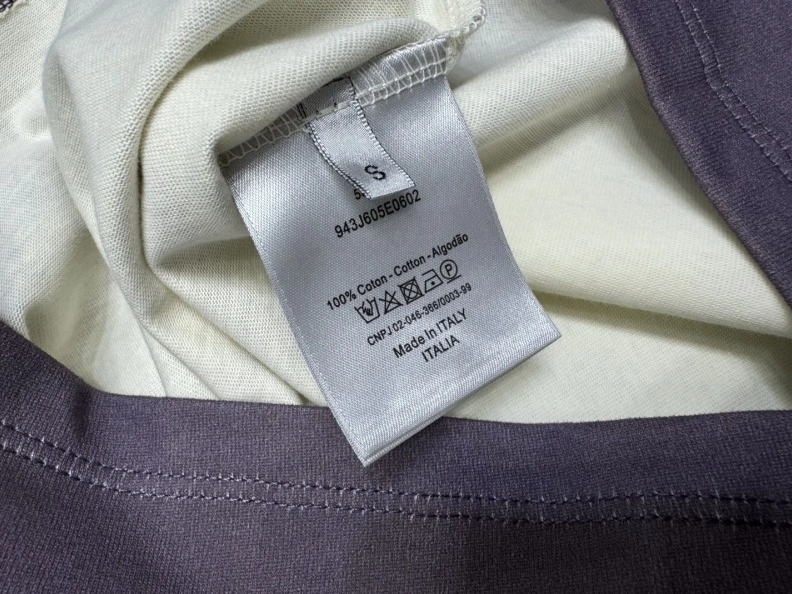 S
943J605E0602
100% Coton - Cotton - Algodão
CNPJ 02-046-366/0003-99
Made In ITALY
ITALIA